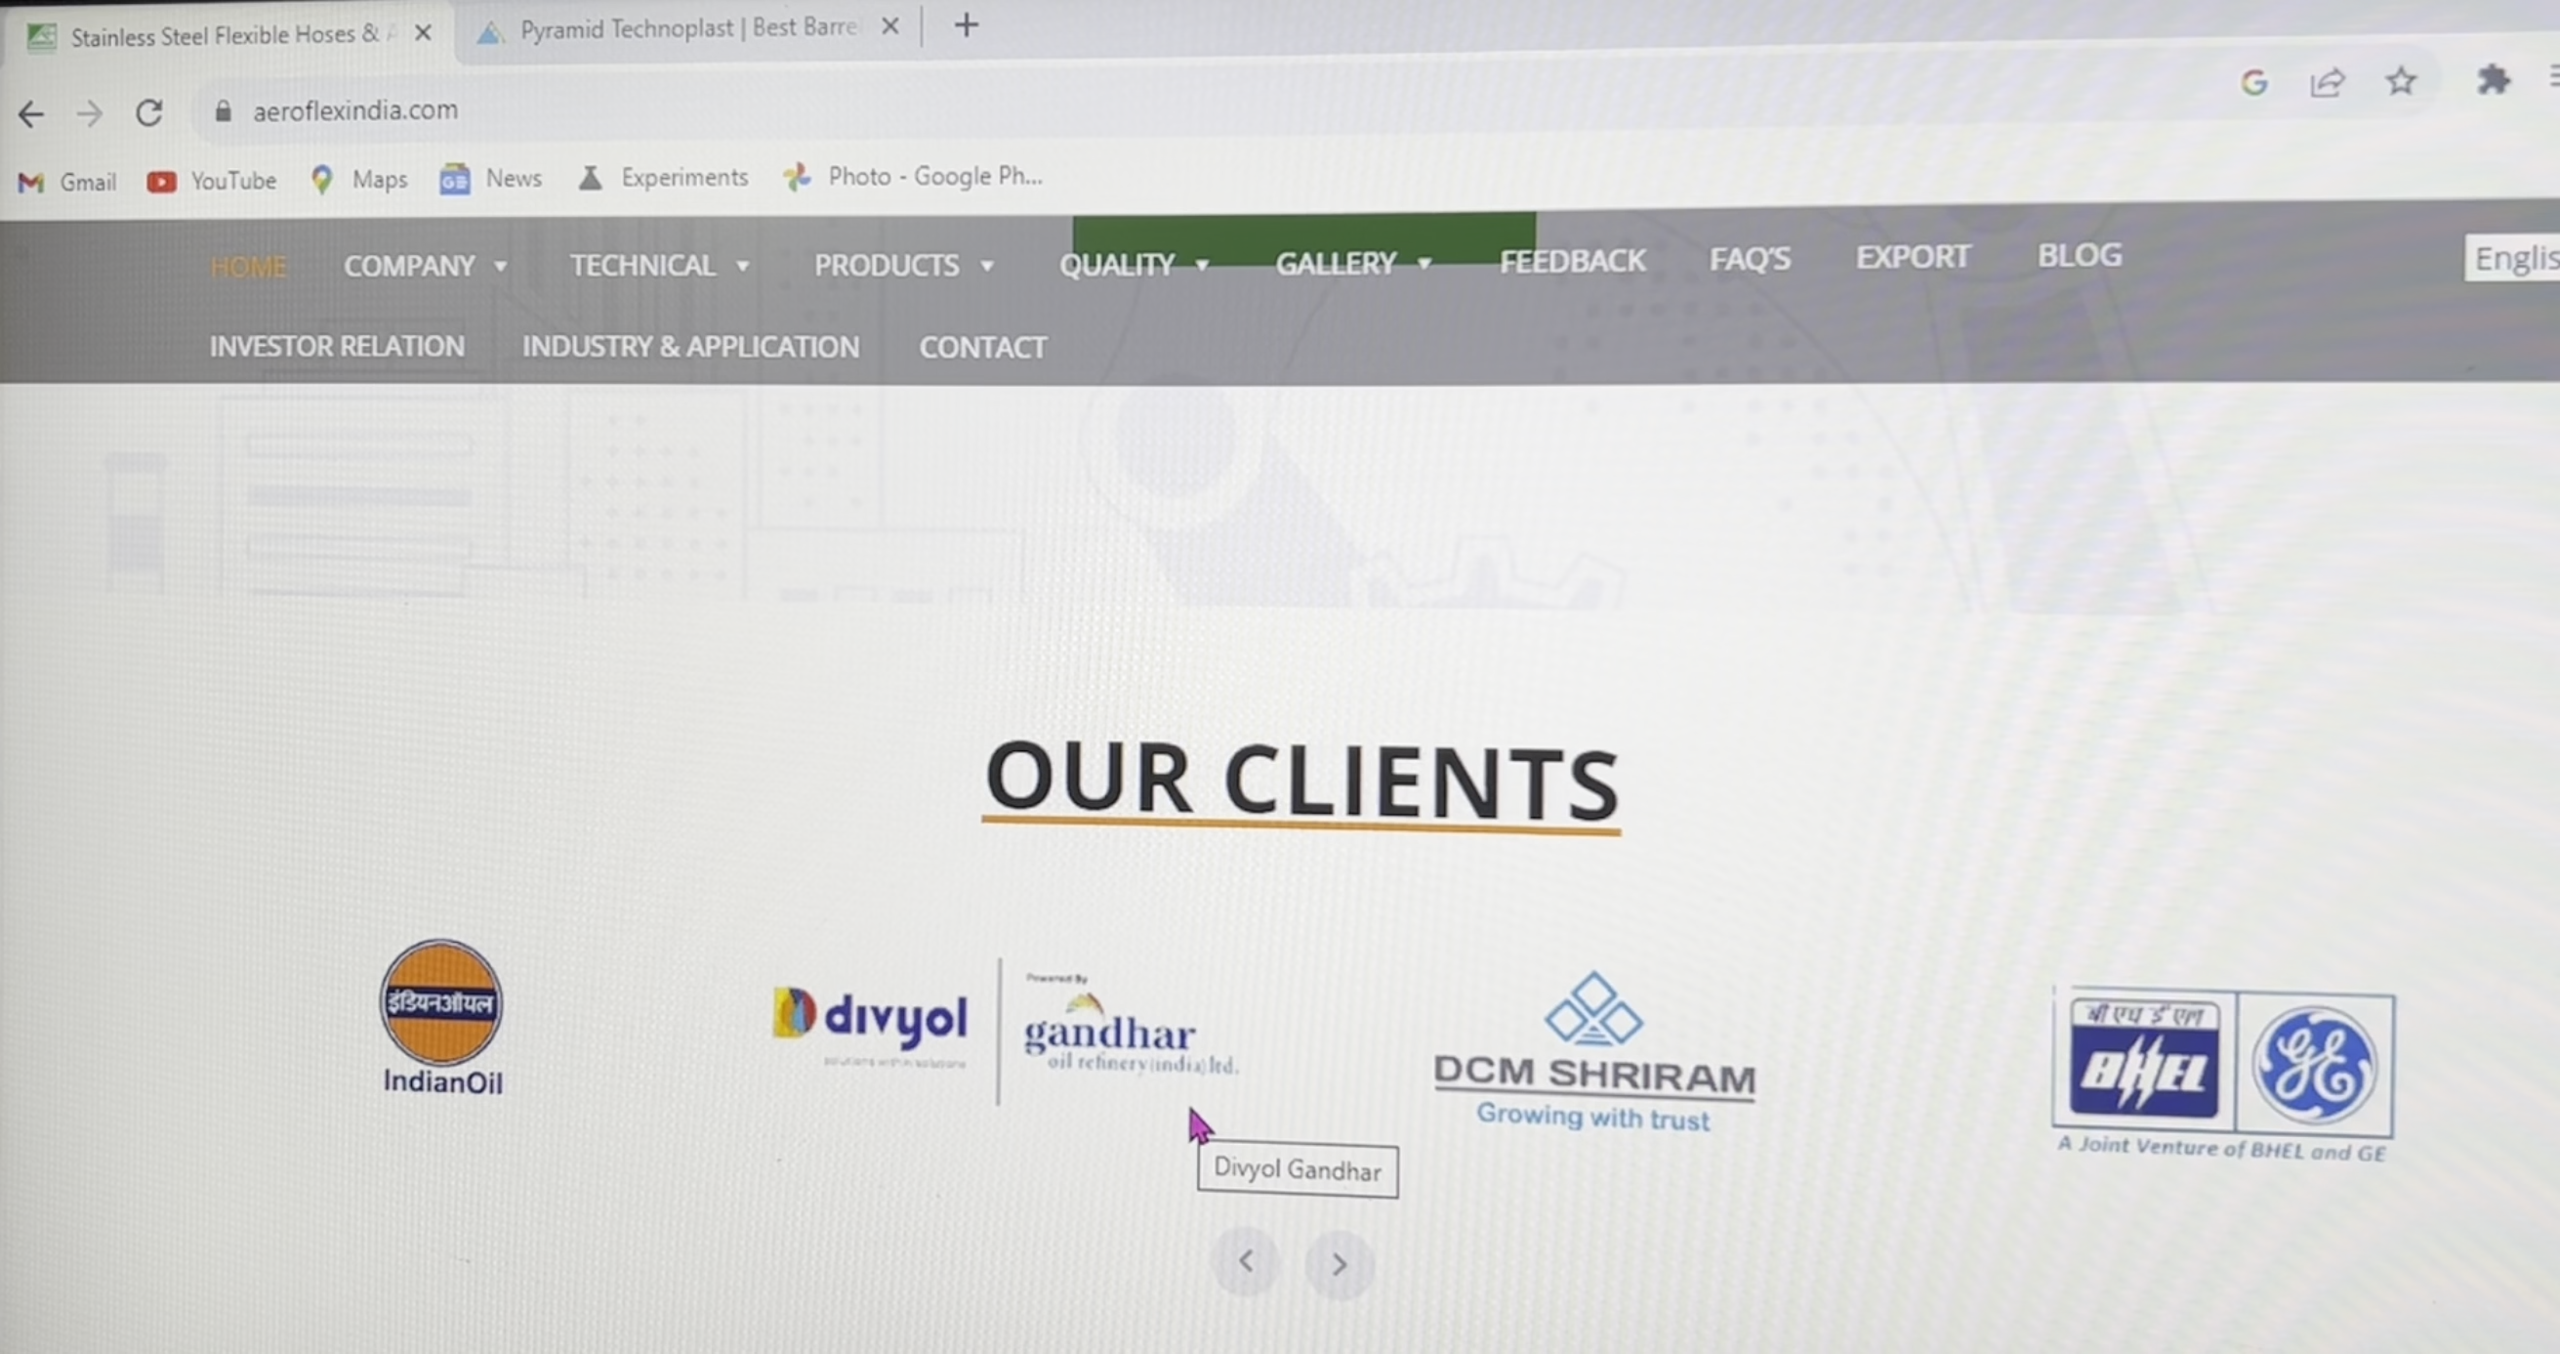 Stainless Steel Flexible Hoses & A
Pyramid Technoplast | Best Barre
aeroflexindia.com
Gmail YouTube Maps News Experiments Photo - Google Ph...
HOME COMPANY TECHNICAL PRODUCTS QUALITY GALLERY FEEDBACK FAQ'S EXPORT BLOG
Englis
INVESTOR RELATION INDUSTRY & APPLICATION CONTACT
OUR CLIENTS
इंडियनऑयल
IndianOil
divyol
solutions within solutions
Powered By
gandhar
oil refinery (india) ltd.
DCM SHRIRAM
Growing with trust
बी एच ई एल
BHEL
GE
A Joint Venture of BHEL and GE
Divyol Gandhar